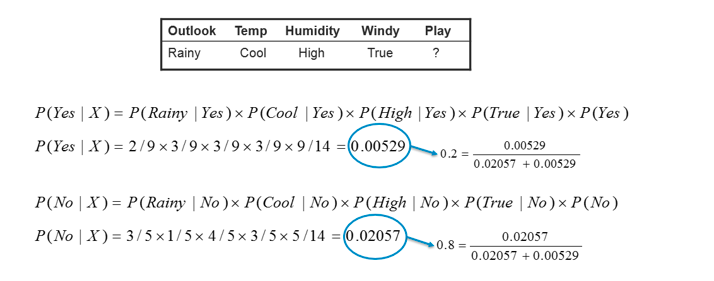 Outlook Temp Humidity Windy Play
Rainy Cool High True ?
P(Yes | X) = P(Rainy | Yes) × P(Cool | Yes) × P(High | Yes) × P(True | Yes) × P(Yes)
P(Yes | X) = 2/9 × 3/9 × 3/9 × 3/9 × 9/14 = 0.00529
0.2 = 0.00529
0.02057 + 0.00529
P(No | X) = P(Rainy | No) × P(Cool | No) × P(High | No) × P(True | No) × P(No)
P(No | X) = 3/5 × 1/5 × 4/5 × 3/5 × 5/14 = 0.02057
0.8 = 0.02057
0.02057 + 0.00529